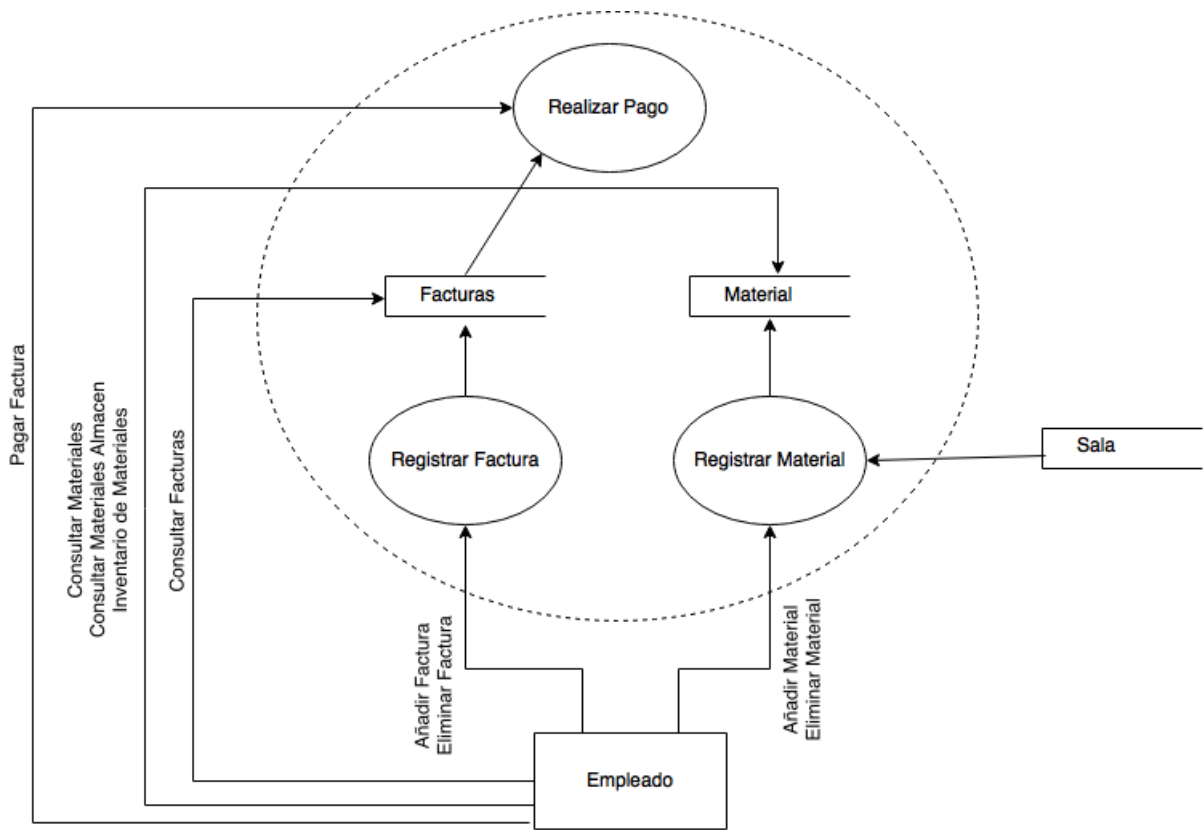 Realizar Pago
Facturas
Material
Registrar Factura
Registrar Material
Sala
Pagar Factura
Consultar Materiales
Consultar Materiales Almacen
Inventario de Materiales
Consultar Facturas
Añadir Factura
Eliminar Factura
Añadir Material
Eliminar Material
Empleado